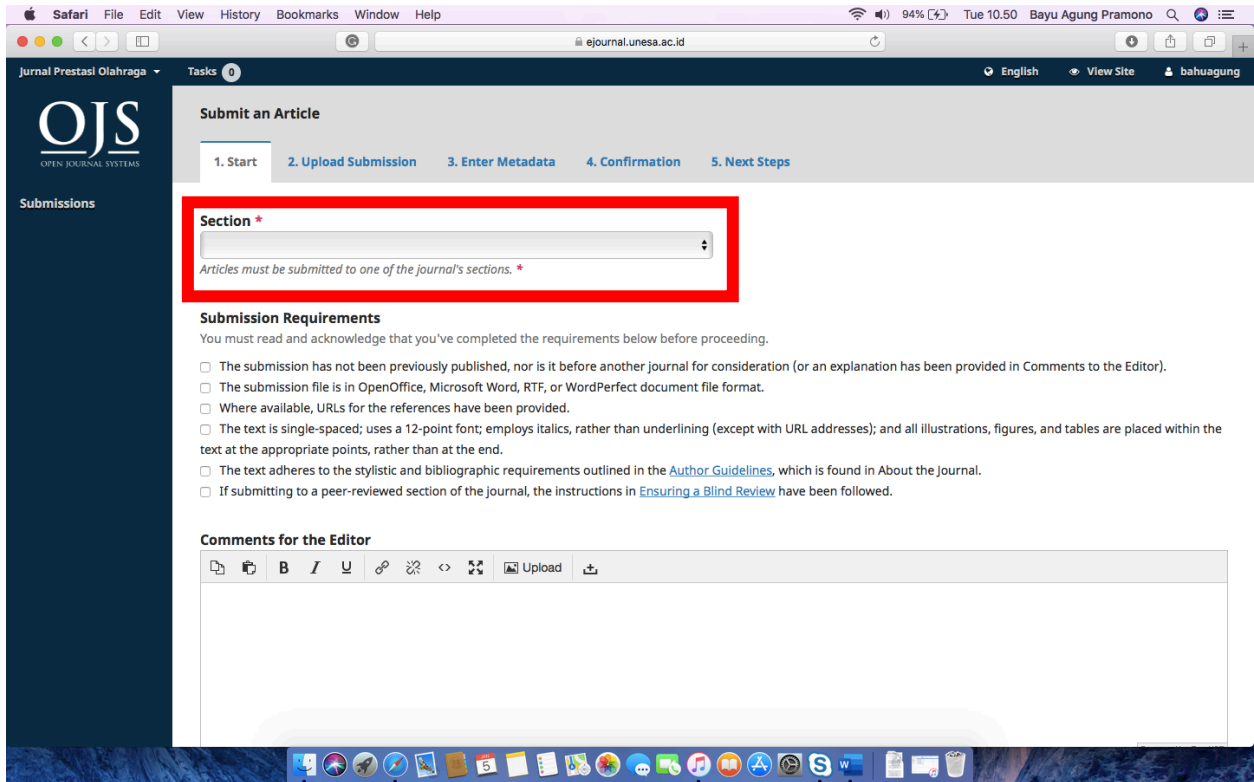 Safari File Edit View History Bookmarks Window Help 94% Tue 10.50 Bayu Agung Pramono
ejournal.unesa.ac.id
Jurnal Prestasi Olahraga Tasks 0 English View Site bahuagung
OJS
OPEN JOURNAL SYSTEMS
Submissions
Submit an Article
1. Start 2. Upload Submission 3. Enter Metadata 4. Confirmation 5. Next Steps
Section *
Articles must be submitted to one of the journal's sections. *
Submission Requirements
You must read and acknowledge that you've completed the requirements below before proceeding.
The submission has not been previously published, nor is it before another journal for consideration (or an explanation has been provided in Comments to the Editor).
The submission file is in OpenOffice, Microsoft Word, RTF, or WordPerfect document file format.
Where available, URLs for the references have been provided.
The text is single-spaced; uses a 12-point font; employs italics, rather than underlining (except with URL addresses); and all illustrations, figures, and tables are placed within the
text at the appropriate points, rather than at the end.
The text adheres to the stylistic and bibliographic requirements outlined in the Author Guidelines, which is found in About the Journal.
If submitting to a peer-reviewed section of the journal, the instructions in Ensuring a Blind Review have been followed.
Comments for the Editor
B I U Upload
5